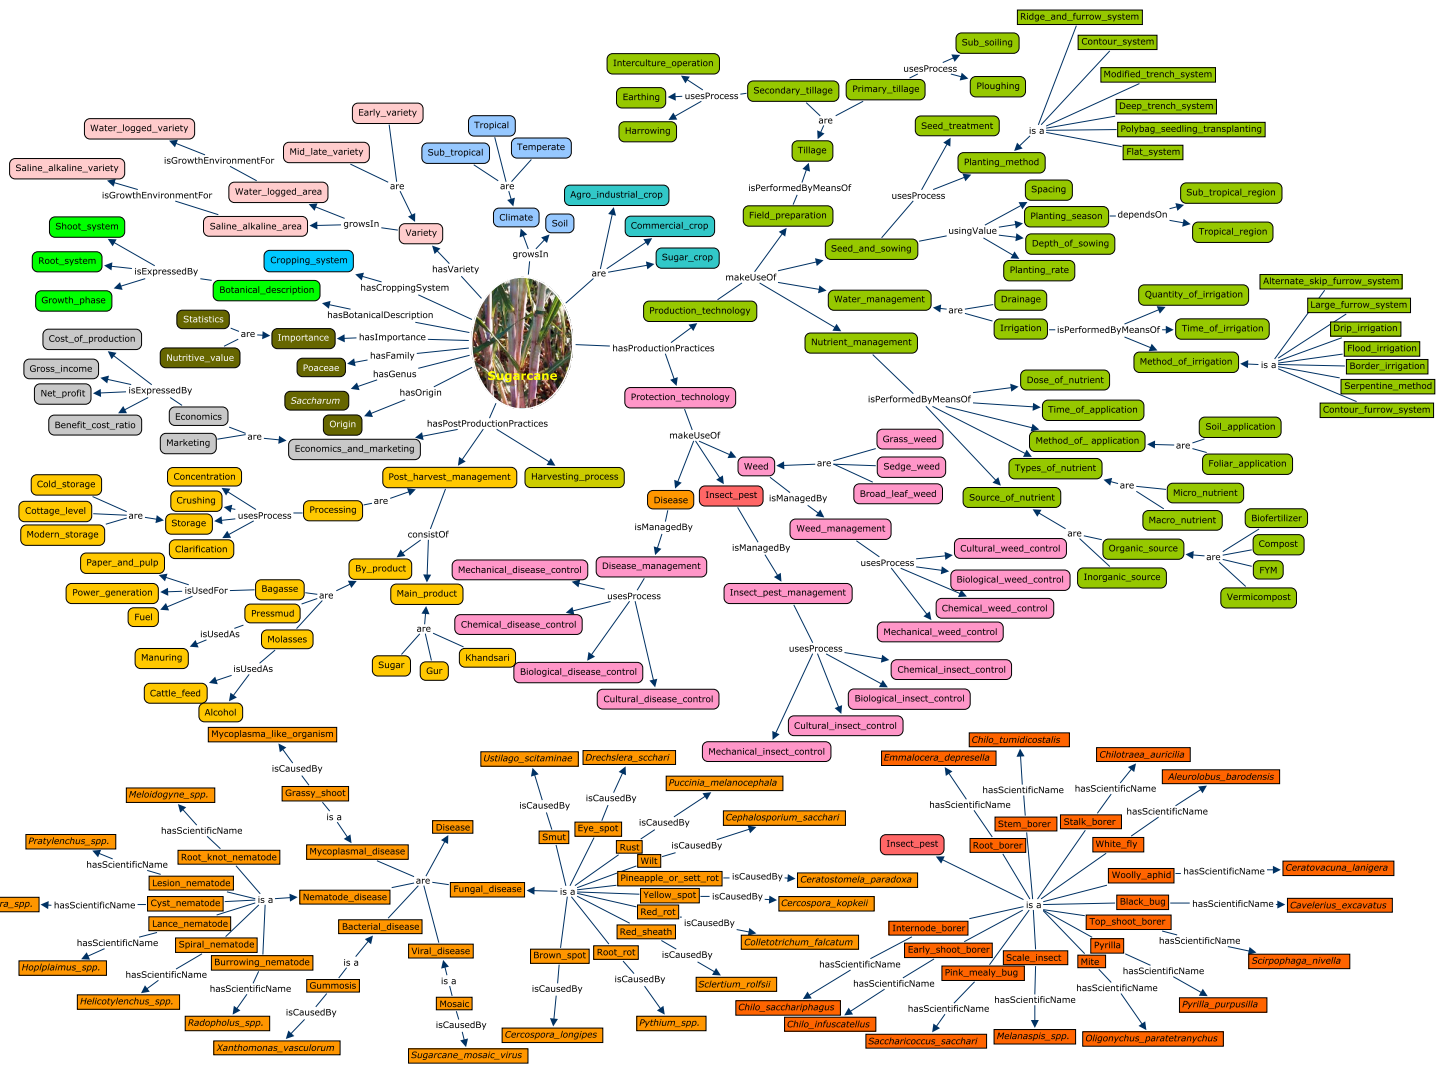 Ridge_and_furrow_system
Sub_soiling
Contour_system
Interculture_operation
usesProcess
Modified_trench_system
Ploughing
Secondary_tillage
Primary_tillage
Earthing
usesProcess
Deep_trench_system
Early_variety
are
Water_logged_variety
Tropical
Harrowing
Seed_treatment
is a
Polybag_seedling_transplanting
Mid_late_variety
Sub_tropical
Temperate
Tillage
Flat_system
isGrowthEnvironmentFor
Planting_method
Saline_alkaline_variety
are
are
isPerformedByMeansOf
usesProcess
Spacing
Sub_tropical_region
isGrowthEnvironmentFor
Water_logged_area
Agro_industrial_crop
Climate
Soil
Field_preparation
Planting_season
dependsOn
Shoot_system
Saline_alkaline_area
growsIn
Variety
Commercial_crop
usingValue
Tropical_region
Seed_and_sowing
Depth_of_sowing
Root_system
Cropping_system
growsIn
Sugar_crop
isExpressedBy
hasVariety
are
makeUseOf
Planting_rate
Botanical_description
hasCroppingSystem
Alternate_skip_furrow_system
Growth_phase
Production_technology
Water_management
are
Drainage
Quantity_of_irrigation
Large_furrow_system
hasBotanicalDescription
Statistics
Irrigation
isPerformedByMeansOf
Time_of_irrigation
Drip_irrigation
Cost_of_production
are
Importance
hasImportance
Nutrient_management
Flood_irrigation
Nutritive_value
hasFamily
hasProductionPractices
Method_of_irrigation
is a
Border_irrigation
Gross_income
Poaceae
hasGenus
Sugarcane
Serpentine_method
Net_profit
isExpressedBy
hasOrigin
Protection_technology
Dose_of_nutrient
Saccharum
isPerformedByMeansOf
Time_of_application
Contour_furrow_system
Benefit_cost_ratio
Economics
Origin
hasPostProductionPractices
makeUseOf
Grass_weed
Method_of_ application
are
Soil_application
Marketing
are
Economics_and_marketing
Weed
are
Sedge_weed
Types_of_nutrient
Foliar_application
Concentration
Post_harvest_management
Harvesting_process
Cold_storage
Crushing
are
Disease
Insect_pest
isManagedBy
Broad_leaf_weed
Source_of_nutrient
are
Micro_nutrient
Cottage_level
are
Storage
usesProcess
Processing
Macro_nutrient
Biofertilizer
Modern_storage
consistOf
isManagedBy
Weed_management
are
Clarification
isManagedBy
Cultural_weed_control
Organic_source
are
Compost
Paper_and_pulp
By_product
Mechanical_disease_control
Disease_management
usesProcess
Biological_weed_control
Inorganic_source
FYM
Power_generation
isUsedFor
Bagasse
are
Main_product
usesProcess
Insect_pest_management
Chemical_weed_control
Vermicompost
Fuel
Pressmud
Chemical_disease_control
Mechanical_weed_control
isUsedAs
Molasses
are
Manuring
Sugar
Gur
Khandsari
usesProcess
isUsedAs
Biological_disease_control
Chemical_insect_control
Cattle_feed
Cultural_disease_control
Biological_insect_control
Alcohol
Cultural_insect_control
Mycoplasma_like_organism
Mechanical_insect_control
Chilo_tumidicostalis
Ustilago_scitaminae
Drechslera_scchari
Emmalocera_depresella
Chilotraea_auricilia
isCausedBy
Puccinia_melanocephala
hasScientificName
Aleurolobus_barodensis
Meloidogyne_spp.
Grassy_shoot
isCausedBy
isCausedBy
hasScientificName
hasScientificName
hasScientificName
is a
isCausedBy
Cephalosporium_sacchari
Stem_borer
Stalk_borer
hasScientificName
Disease
Smut
Eye_spot
Insect_pest
Root_borer
White_fly
Pratylenchus_spp.
Root_knot_nematode
Mycoplasmal_disease
Rust
isCausedBy
hasScientificName
Wilt
Woolly_aphid
hasScientificName
Ceratovacuna_lanigera
Lesion_nematode
are
Fungal_disease
is a
Pineapple_or_sett_rot
isCausedBy
Ceratostomela_paradoxa
ra_spp.
hasScientificName
Cyst_nematode
is a
Nematode_disease
Yellow_spot
isCausedBy
Cercospora_kopkeii
is a
Black_bug
hasScientificName
Cavelerius_excavatus
Lance_nematode
Bacterial_disease
Red_rot
isCausedBy
Internode_borer
Top_shoot_borer
hasScientificName
Spiral_nematode
Viral_disease
Red_sheath
Colletotrichum_falcatum
Early_shoot_borer
Pyrilla
hasScientificName
Hoplplaimus_spp.
Burrowing_nematode
is a
Brown_spot
Root_rot
isCausedBy
hasScientificName
Scale_insect
Mite
Scirpophaga_nivella
hasScientificName
Gummosis
is a
Sclertium_rolfsii
Pink_mealy_bug
hasScientificName
hasScientificName
hasScientificName
isCausedBy
isCausedBy
hasScientificName
hasScientificName
Helicotylenchus_spp.
Mosaic
Chilo_sacchariphagus
Pyrilla_purpusilla
Radopholus_spp.
isCausedBy
isCausedBy
Pythium_spp.
Chilo_infuscatellus
hasScientificName
Xanthomonas_vasculorum
Cercospora_longipes
Saccharicoccus_sacchari
Melanaspis_spp.
Oligonychus_paratetranychus
Sugarcane_mosaic_virus